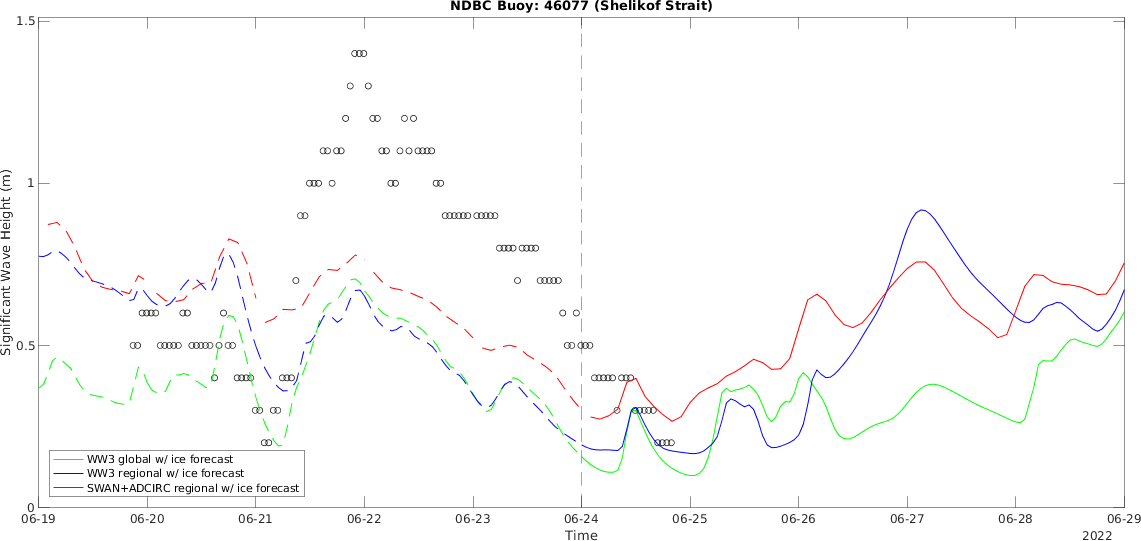 NDBC Buoy: 46077 (Shelikof Strait)
1.5
1
0.5
0
Significant Wave Height (m)
WW3 global w/ ice forecast
WW3 regional w/ ice forecast
SWAN+ADCIRC regional w/ ice forecast
06-19 06-20 06-21 06-22 06-23 06-24 06-25 06-26 06-27 06-28 06-29
Time
2022